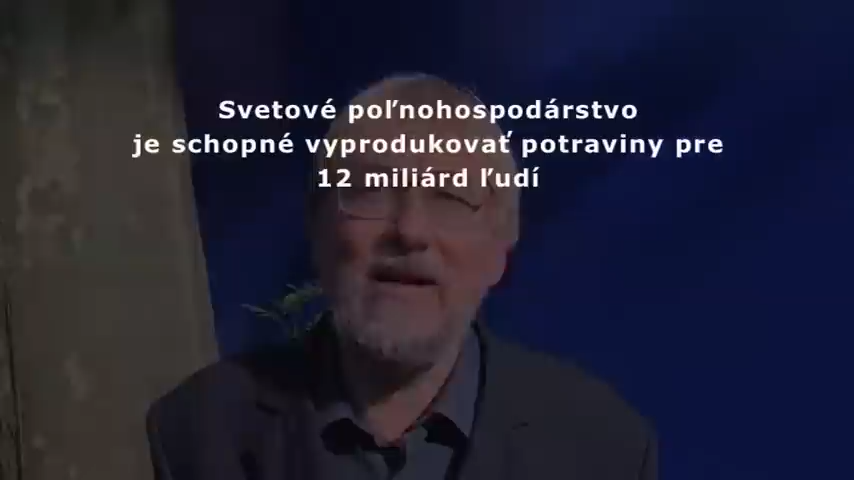 Svetové poľnohospodárstvo
je schopné vyprodukovať potraviny pre
12 miliárd ľudí